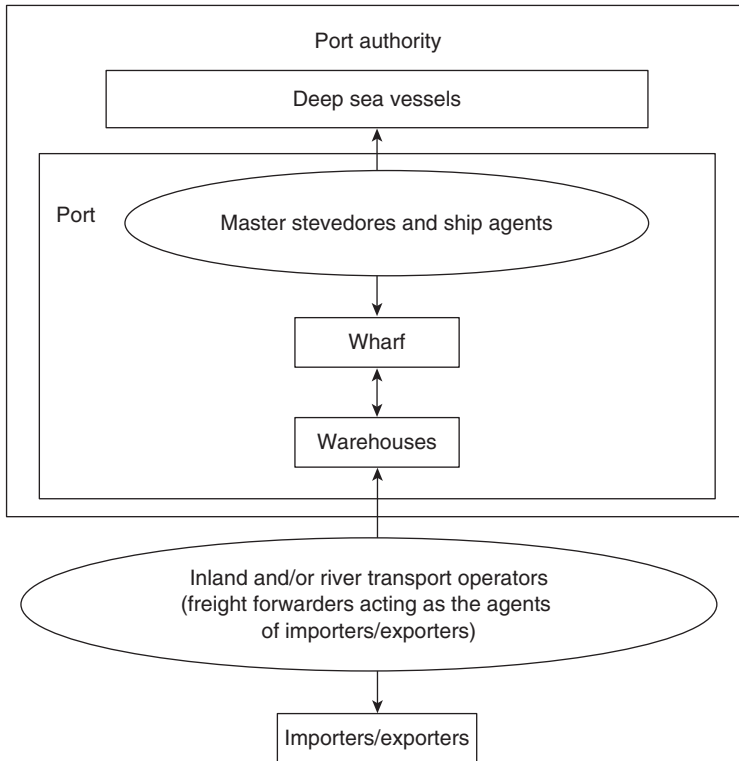 Port authority
Deep sea vessels
Port
Master stevedores and ship agents
Wharf
Warehouses
Inland and/or river transport operators
(freight forwarders acting as the agents
of importers/exporters)
Importers/exporters